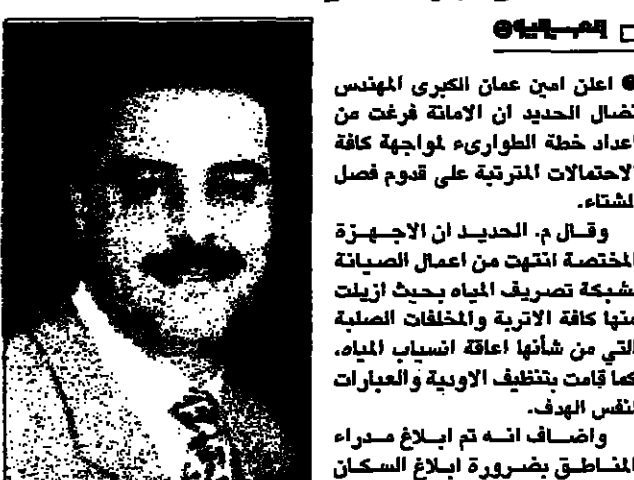 ● اعلن امين عمان الكبرى المهندس
نضال الحديد ان الامانة فرغت من
اعداد خطة الطوارىء لمواجهة كافة
الاحتمالات المترتبة على قدوم فصل
الشتاء.
وقال م. الحديد ان الاجهزة
المختصة انتهت من اعمال الصيانة
لشبكة تصريف المياه بحيث ازيلت
منها كافة الاتربة والمخلفات الصلبة
التي من شأنها اعاقة انسياب المياه،
كما قامت بتنظيف الاودية والعبارات
لنفس الهدف.
واضاف انه تم ابلاغ مدراء
المناطق بضرورة ابلاغ السكان